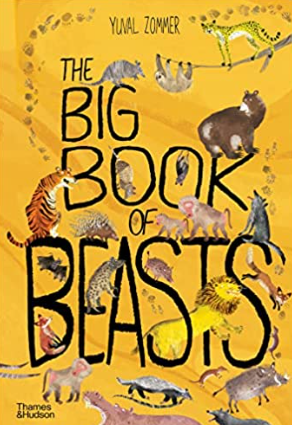 YUVAL ZOMMER
THE
BIG
BOOK
OF
BEASTS
Thames
&Hudson